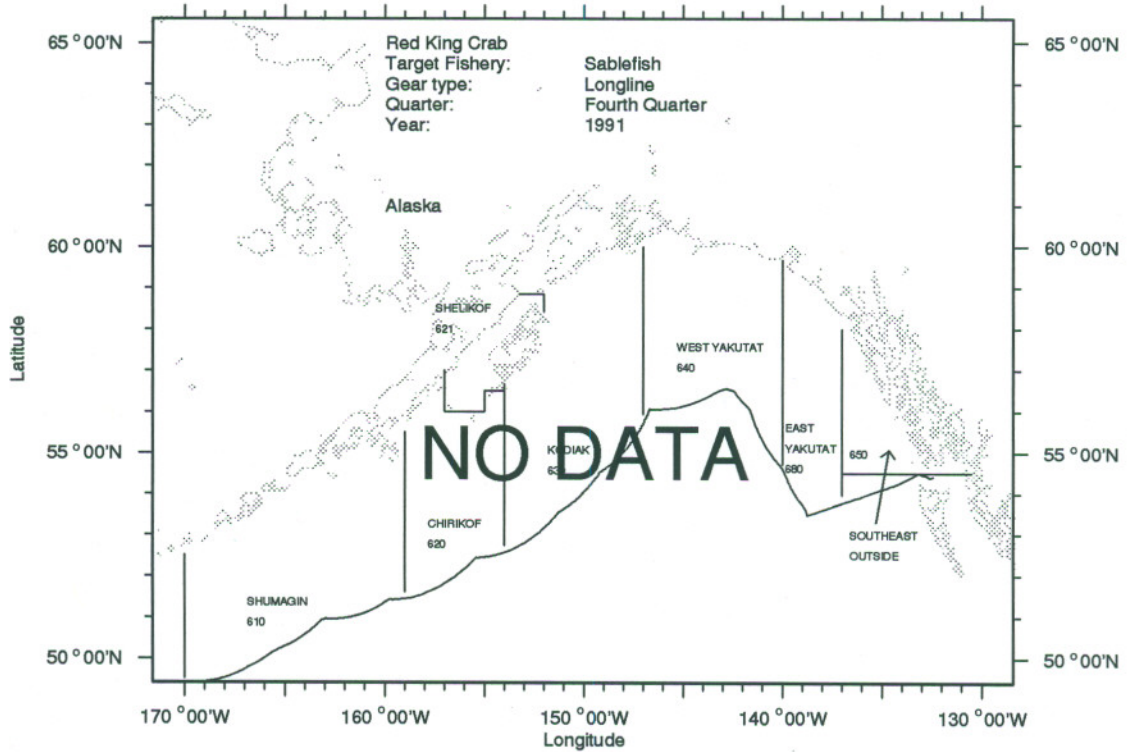 65 °00'N
65 °00'N
Red King Crab
Target Fishery: Sablefish
Gear type: Longline
Quarter: Fourth Quarter
Year: 1991
Alaska
60 °00'N
60 °00'N
SHELIKOF
621
WEST YAKUTAT
640
Latitude
NO DATA
KODIAK
EAST
YAKUTAT
680
650
55 °00'N
55 °00'N
CHIRIKOF
620
SOUTHEAST
OUTSIDE
SHUMAGIN
610
50 °00'N
50 °00'N
170 °00'W
160 °00'W
150 °00'W
140 °00'W
130 °00'W
Longitude